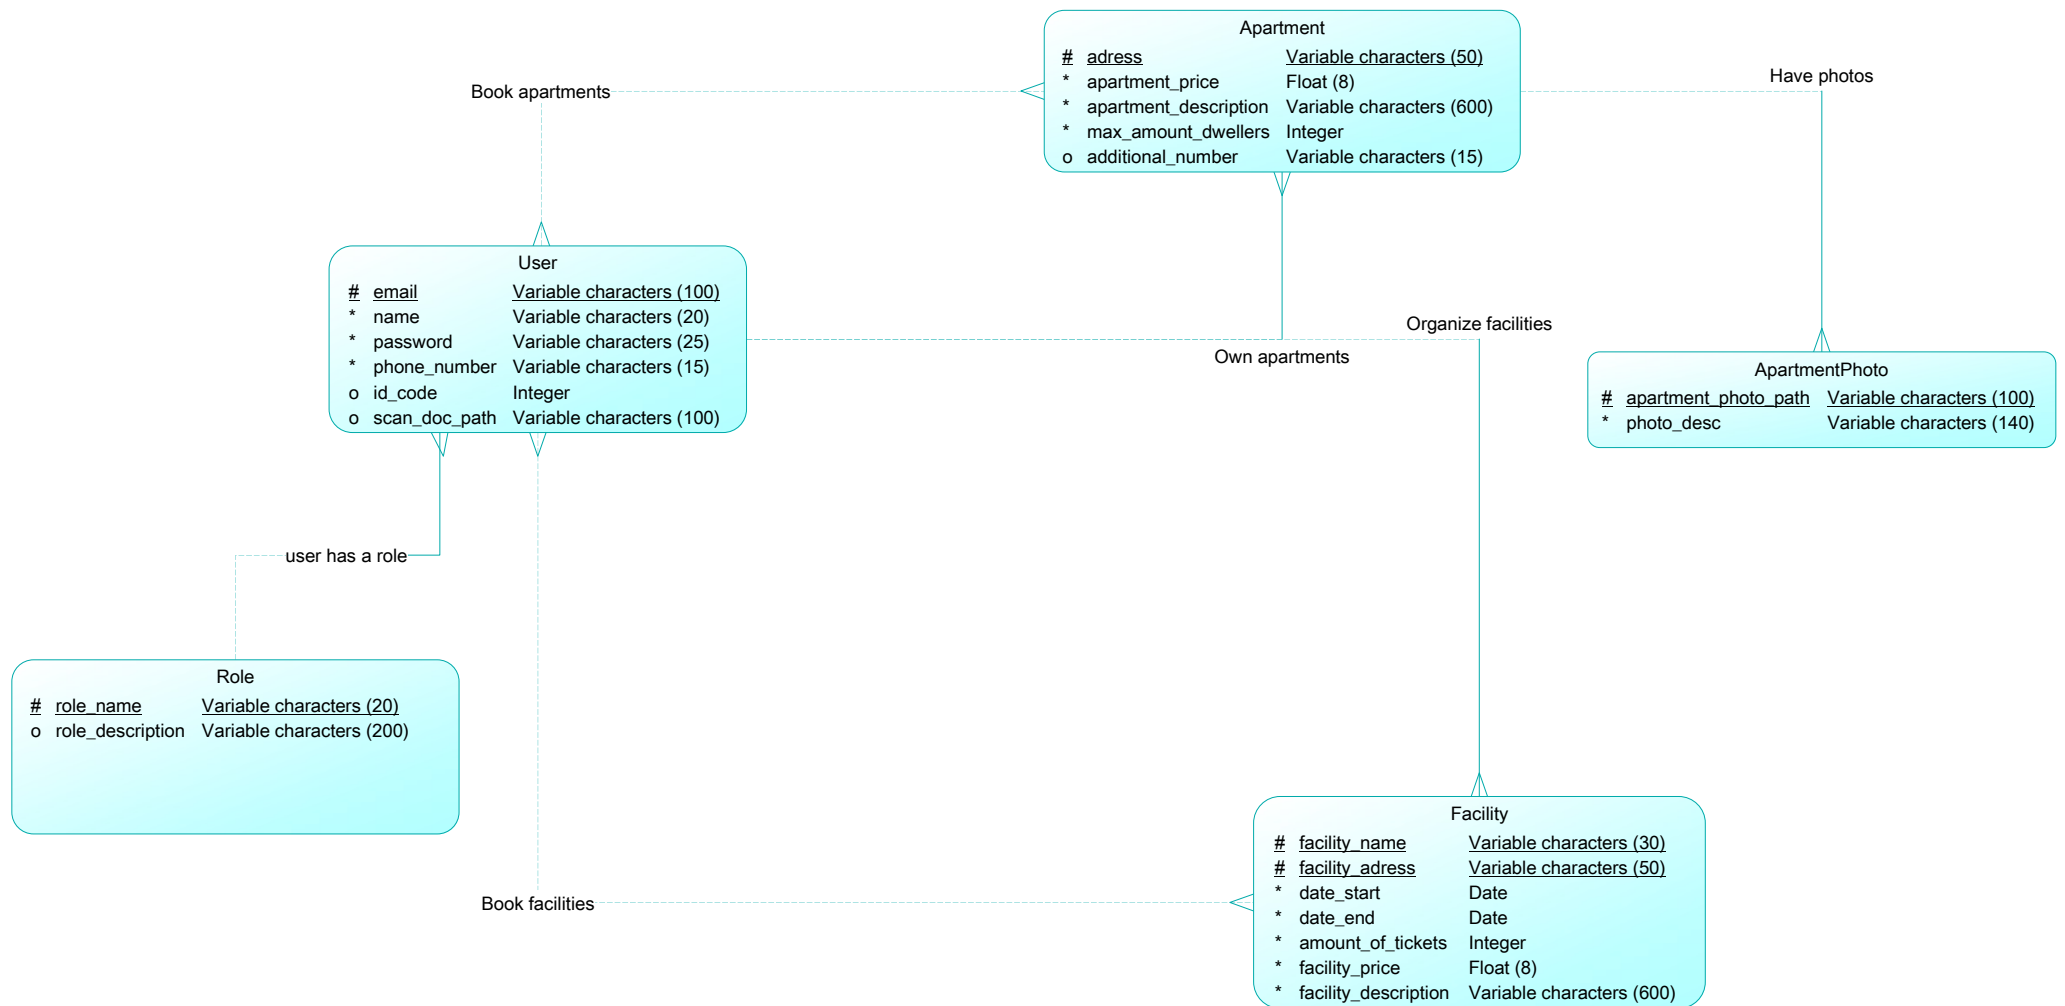 Apartment
# adress Variable characters (50)
* apartment_price Float (8)
* apartment_description Variable characters (600)
* max_amount_dwellers Integer
o additional_number Variable characters (15)
Have photos
Book apartments
User
# email Variable characters (100)
* name Variable characters (20)
* password Variable characters (25)
* phone_number Variable characters (15)
o id_code Integer
o scan_doc_path Variable characters (100)
Organize facilities
Own apartments
ApartmentPhoto
# apartment_photo_path Variable characters (100)
* photo_desc Variable characters (140)
user has a role
Role
# role_name Variable characters (20)
o role_description Variable characters (200)
Book facilities
Facility
# facility_name Variable characters (30)
# facility_adress Variable characters (50)
* date_start Date
* date_end Date
* amount_of_tickets Integer
* facility_price Float (8)
* facility_description Variable characters (600)